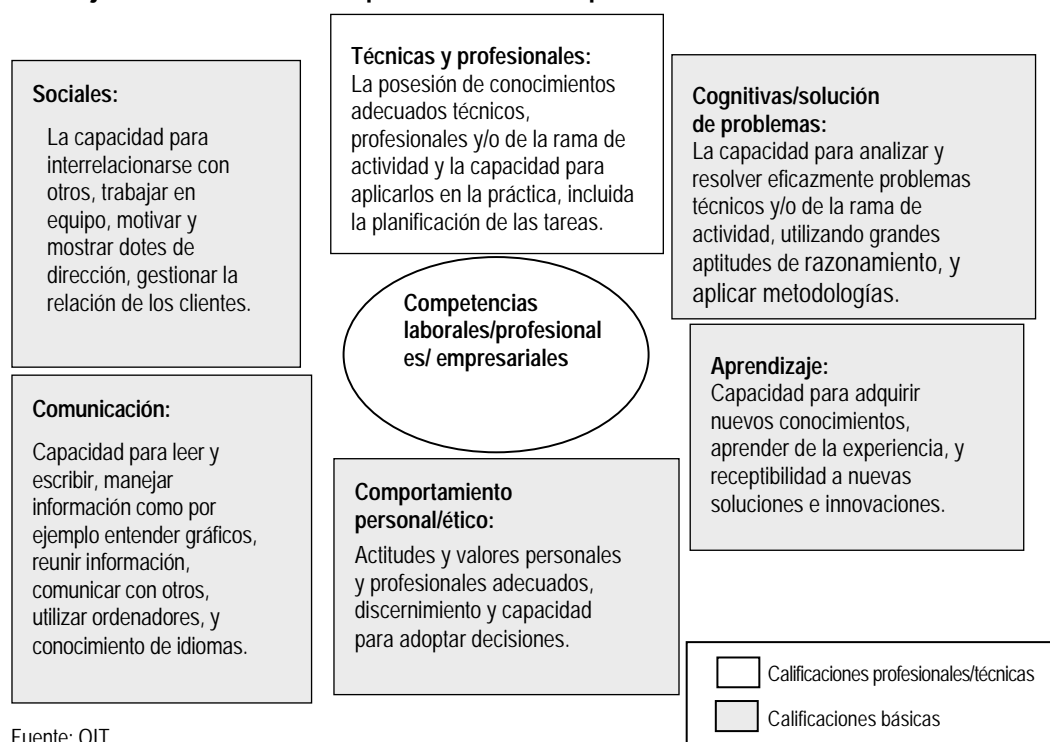 Técnicas y profesionales:
La posesión de conocimientos
adecuados técnicos,
profesionales y/o de la rama de
actividad y la capacidad para
aplicarlos en la práctica, incluida
la planificación de las tareas.
Sociales:
La capacidad para
interrelacionarse con
otros, trabajar en
equipo, motivar y
mostrar dotes de
dirección, gestionar la
relación de los clientes.
Cognitivas/solución
de problemas:
La capacidad para analizar y
resolver eficazmente problemas
técnicos y/o de la rama de
actividad, utilizando grandes
aptitudes de razonamiento, y
aplicar metodologías.
Competencias
laborales/profesional
es/ empresariales
Aprendizaje:
Capacidad para adquirir
nuevos conocimientos,
aprender de la experiencia, y
receptibilidad a nuevas
soluciones e innovaciones.
Comunicación:
Capacidad para leer y
escribir, manejar
información como por
ejemplo entender gráficos,
reunir información,
comunicar con otros,
utilizar ordenadores, y
conocimiento de idiomas.
Comportamiento
personal/ético:
Actitudes y valores personales
y profesionales adecuados,
discernimiento y capacidad
para adoptar decisiones.
Calificaciones profesionales/técnicas
Calificaciones básicas
Fuente: OIT